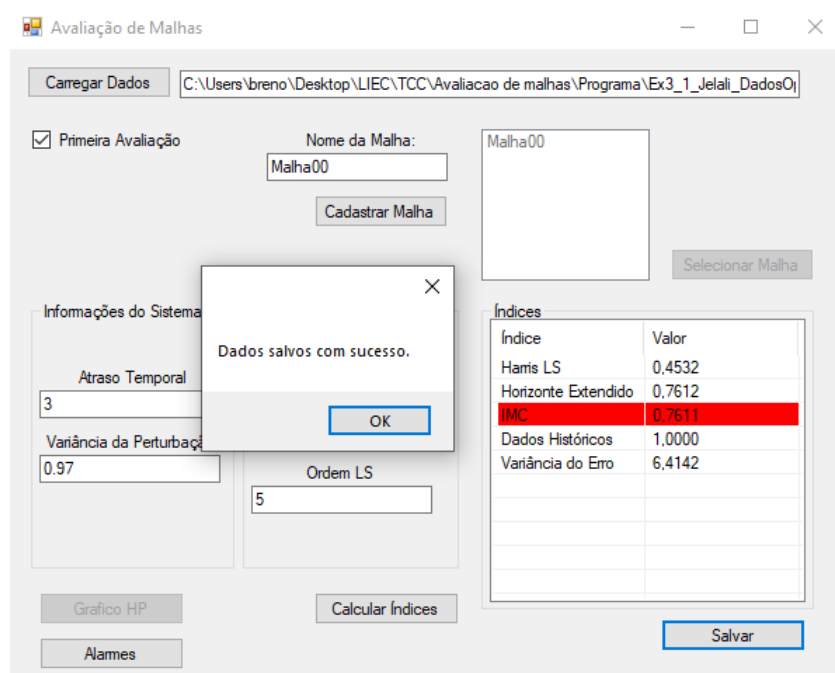 Avaliação de Malhas
Carregar Dados
C:\Users\breno\Desktop\LIEC\TCC\Avaliacao de malhas\Programa\Ex3_1_Jelali_DadosO
Primeira Avaliação
Nome da Malha:
Malha00
Cadastrar Malha
Malha00
Selecionar Malha
Informações do Sistema
Atraso Temporal
3
Variância da Perturbaçã
0.97
Dados salvos com sucesso.
OK
Ordem LS
5
Índices
Índice Valor
Harris LS 0,4532
Horizonte Extendido 0,7612
IMC 0,7611
Dados Históricos 1,0000
Variância do Erro 6,4142
Grafico HP
Calcular Índices
Salvar
Alarmes